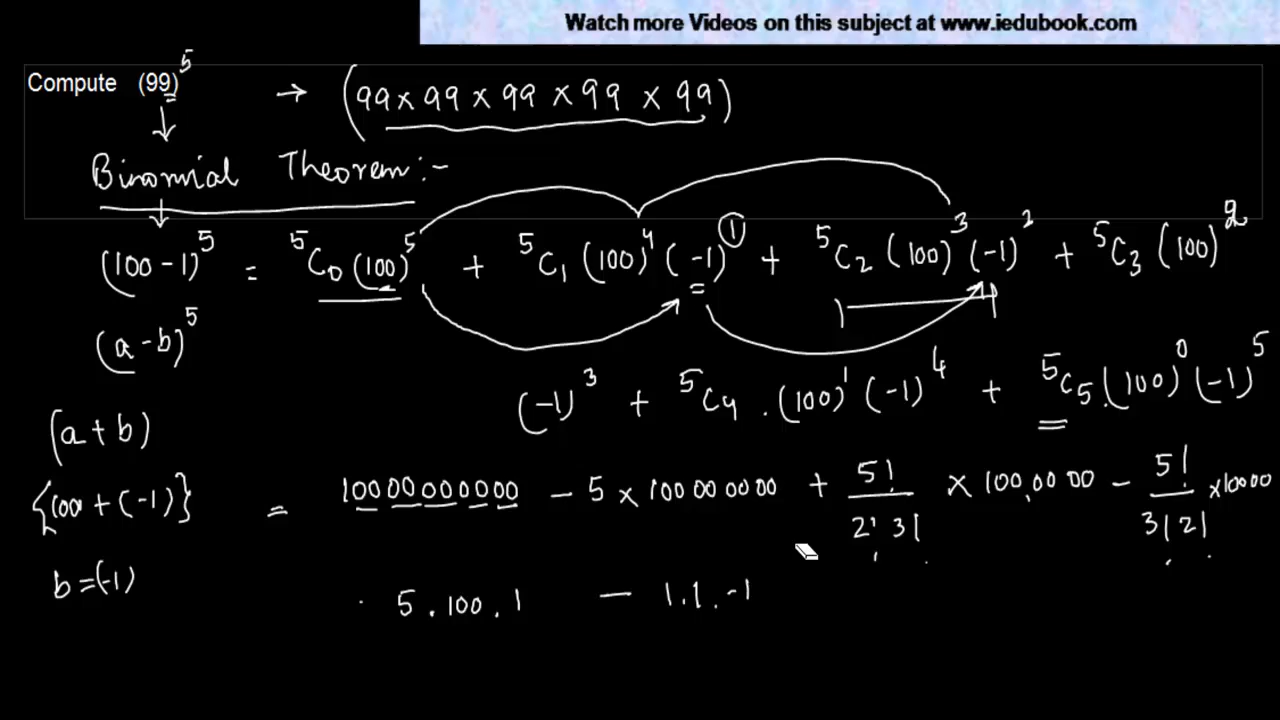 Watch more Videos on this subject at www.iedubook.com
Compute (99)⁵ → (99 × 99 × 99 × 99 × 99)
Binomial Theorem:-
(100 - 1)⁵ = ⁵C₀ (100)⁵ + ⁵C₁ (100)⁴ (-1)① + ⁵C₂ (100)³ (-1)² + ⁵C₃ (100)²
(a - b)⁵
(-1)³ + ⁵C₄ . (100)¹ (-1)⁴ + ⁵C₅ . (100)⁰ (-1)⁵
(a + b)
{100 + (-1)} = 10000000000 - 5 × 100000000 + 5! / 2! 3! × 100,0000 - 5! / 3! 2! × 10000
b = (-1)
5 . 100 . 1 — 1 . 1 . -1